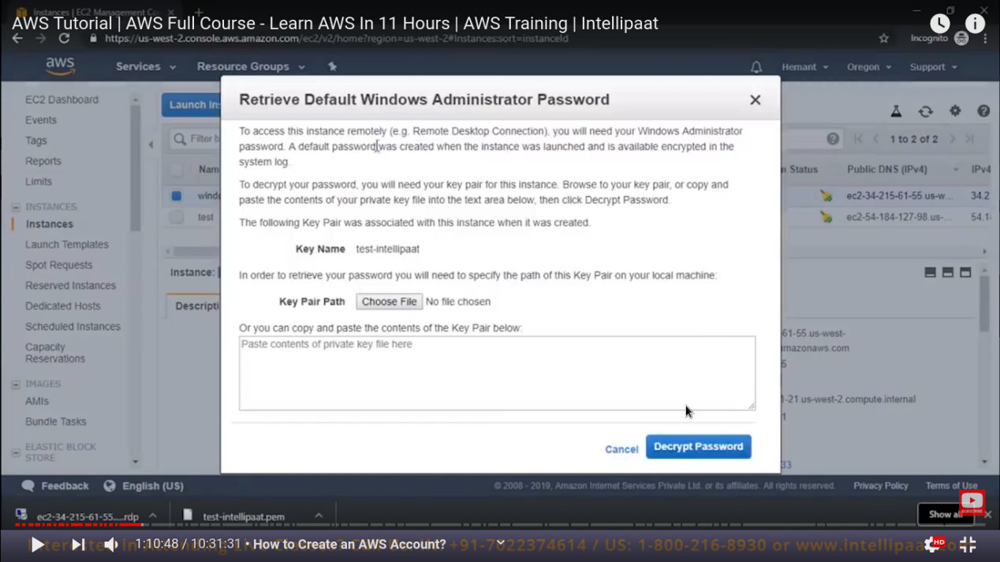 Instances | EC2 Management Co
AWS Tutorial | AWS Full Course - Learn AWS In 11 Hours | AWS Training | Intellipaat
https://us-west-2.console.aws.amazon.com/ec2/v2/home?region=us-west-2#Instances:sort=instanceId
Incognito
aws Services Resource Groups Hemant Oregon Support
EC2 Dashboard
Events
Tags
Reports
Limits
INSTANCES
Instances
Launch Templates
Spot Requests
Reserved Instances
Dedicated Hosts
Scheduled Instances
Capacity
Reservations
IMAGES
AMIs
Bundle Tasks
ELASTIC BLOCK
STORE
Launch Ins
Filter b
1 to 2 of 2
Nam
Status Public DNS (IPv4) IPv4
wind ec2-34-215-61-55.us-w... 34.2
test ec2-54-184-127-98.us-... 54.1
Instance:
Descripti
Retrieve Default Windows Administrator Password
To access this instance remotely (e.g. Remote Desktop Connection), you will need your Windows Administrator
password. A default password was created when the instance was launched and is available encrypted in the
system log.
To decrypt your password, you will need your key pair for this instance. Browse to your key pair, or copy and
paste the contents of your private key file into the text area below, then click Decrypt Password.
The following Key Pair was associated with this instance when it was created.
Key Name test-intellipaat
In order to retrieve your password you will need to specify the path of this Key Pair on your local machine:
Key Pair Path Choose File No file chosen
Or you can copy and paste the contents of the Key Pair below:
Paste contents of private key file here
Cancel Decrypt Password
61-55.us-west-
mazonaws.com
5
-21.us-west-2.compute.internal
1
33
Feedback English (US) © 2008 - 2019, Amazon Internet Services Private Ltd. or its affiliates. All rights reserved. Privacy Policy Terms of Use
SUBSCRIBE
ec2-34-215-61-55....rdp test-intellipaat.pem Show all
1:10:48 / 10:31:31 • How to Create an AWS Account? HD
+91-7022374614 / US: 1-800-216-8930 or www.intellipaat.co